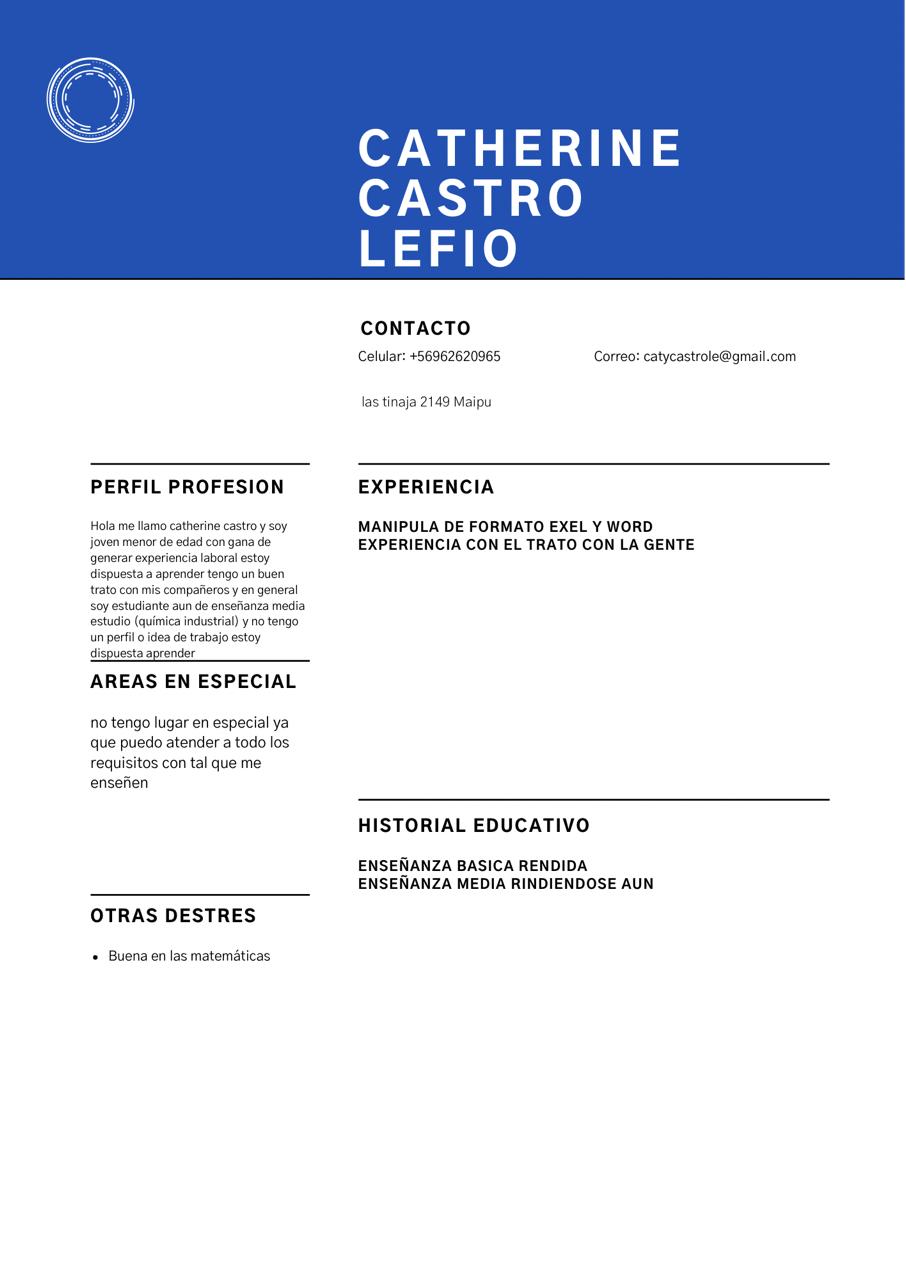 CATHERINE
CASTRO
LEFIO
CONTACTO
Celular: +56962620965
Correo: catycastrole@gmail.com
las tinaja 2149 Maipu
PERFIL PROFESION
Hola me llamo catherine castro y soy
joven menor de edad con gana de
generar experiencia laboral estoy
dispuesta a aprender tengo un buen
trato con mis compañeros y en general
soy estudiante aun de enseñanza media
estudio (química industrial) y no tengo
un perfil o idea de trabajo estoy
dispuesta aprender
AREAS EN ESPECIAL
no tengo lugar en especial ya
que puedo atender a todo los
requisitos con tal que me
enseñen
OTRAS DESTRES
• Buena en las matemáticas
EXPERIENCIA
MANIPULA DE FORMATO EXEL Y WORD
EXPERIENCIA CON EL TRATO CON LA GENTE
HISTORIAL EDUCATIVO
ENSEÑANZA BASICA RENDIDA
ENSEÑANZA MEDIA RINDIENDOSE AUN